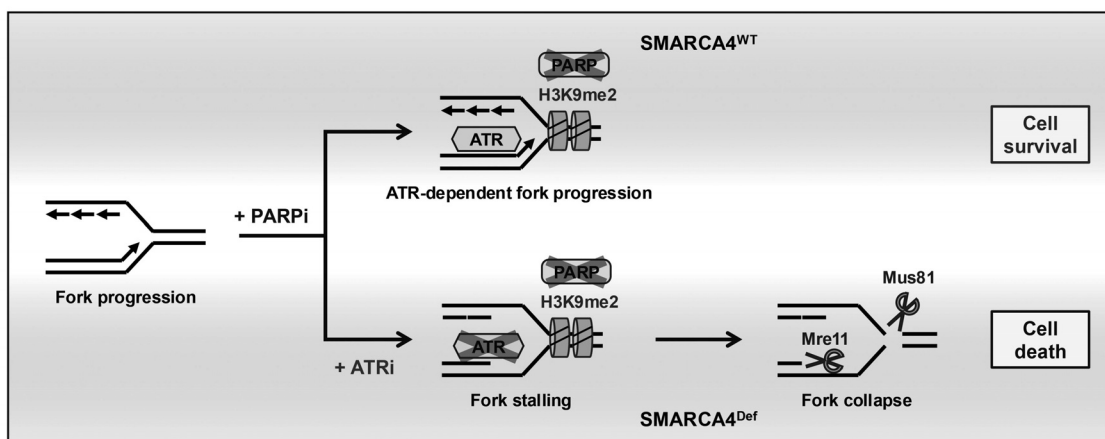 SMARCA4WT
PARP
H3K9me2
ATR
ATR-dependent fork progression
Cell
survival
+ PARPi
Fork progression
PARP
H3K9me2
ATR
+ ATRi
Fork stalling
Mus81
Mre11
Fork collapse
Cell
death
SMARCA4Def